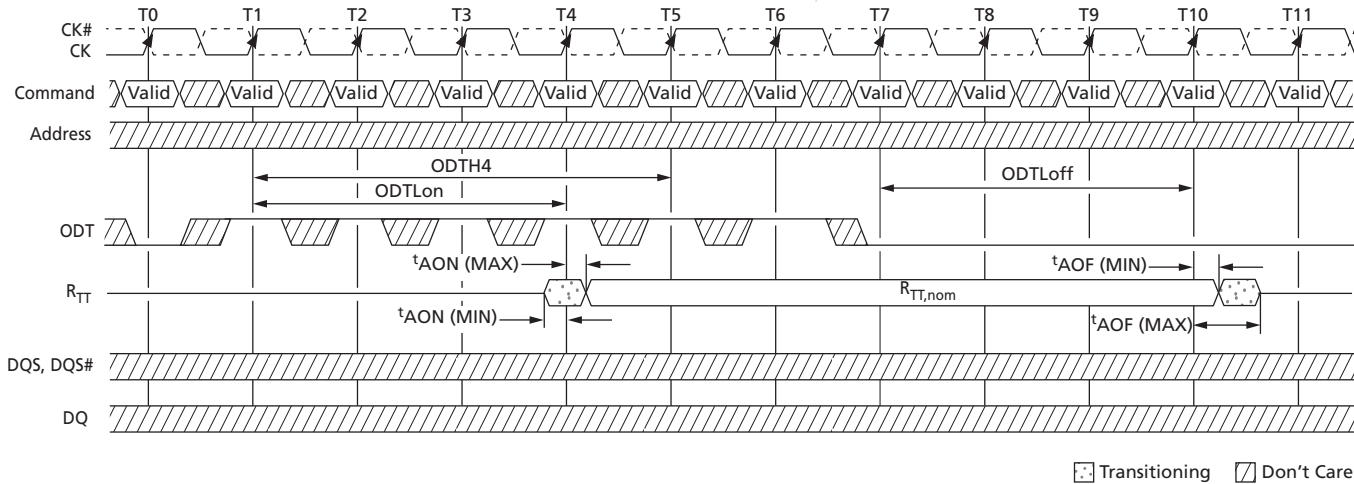 T0 T1 T2 T3 T4 T5 T6 T7 T8 T9 T10 T11
CK#
CK
Command Valid Valid Valid Valid Valid Valid Valid Valid Valid Valid Valid Valid
Address
ODTH4
ODTLon
ODTLoff
ODT
tAON (MAX) tAOF (MIN)
RTT RTT,nom
tAON (MIN) tAOF (MAX)
DQS, DQS#
DQ
Transitioning Don't Care